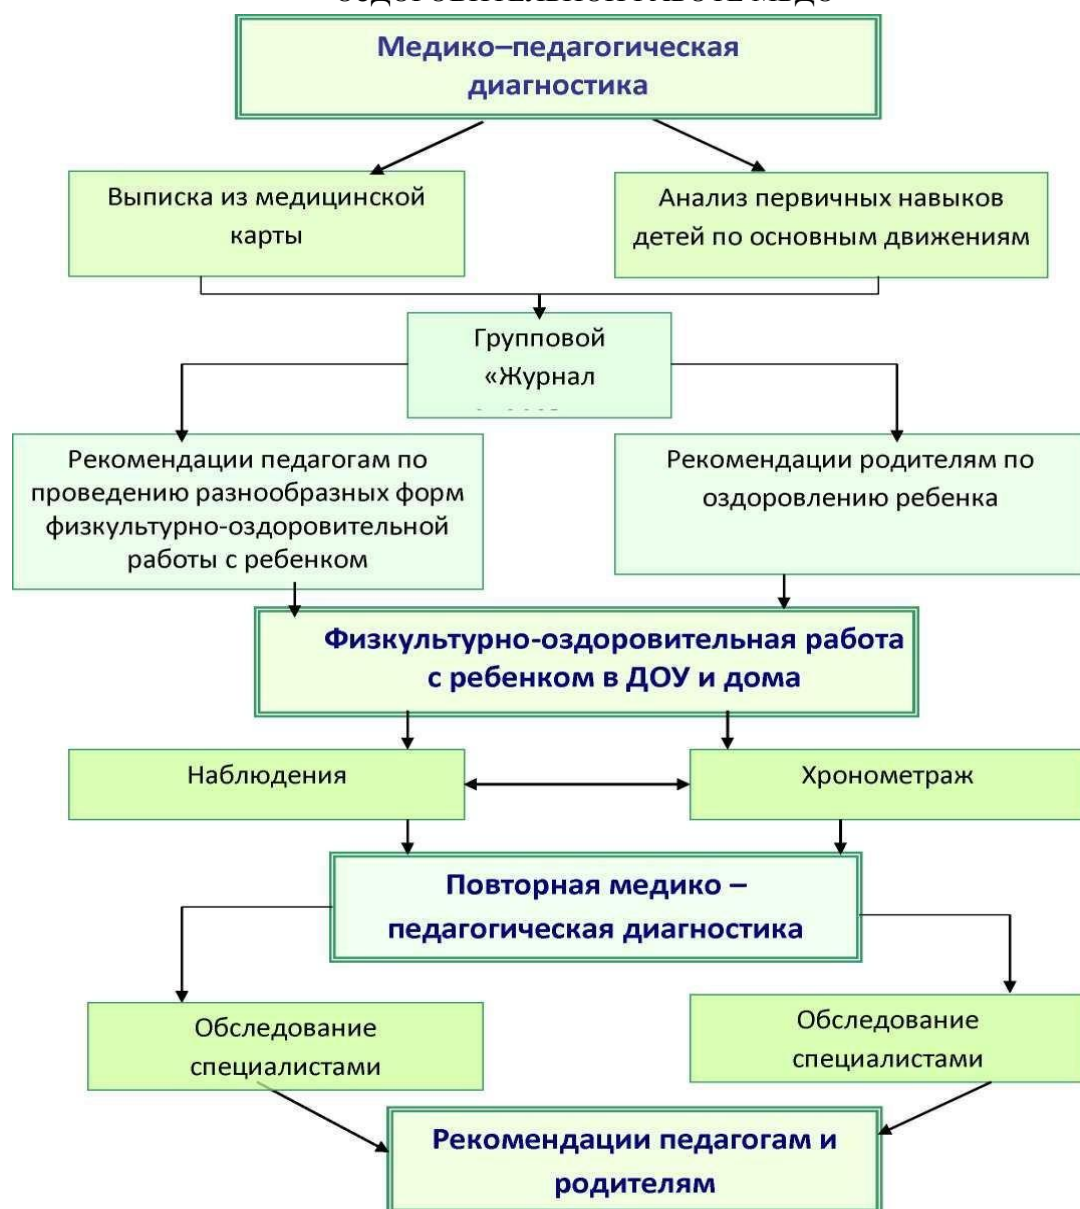 Медико–педагогическая
диагностика
Выписка из медицинской
карты
Анализ первичных навыков
детей по основным движениям
Групповой
«Журнал
Рекомендации педагогам по
проведению разнообразных форм
физкультурно-оздоровительной
работы с ребенком
Рекомендации родителям по
оздоровлению ребенка
Физкультурно-оздоровительная работа
с ребенком в ДОУ и дома
Наблюдения
Хронометраж
Повторная медико –
педагогическая диагностика
Обследование
специалистами
Обследование
специалистами
Рекомендации педагогам и
родителям